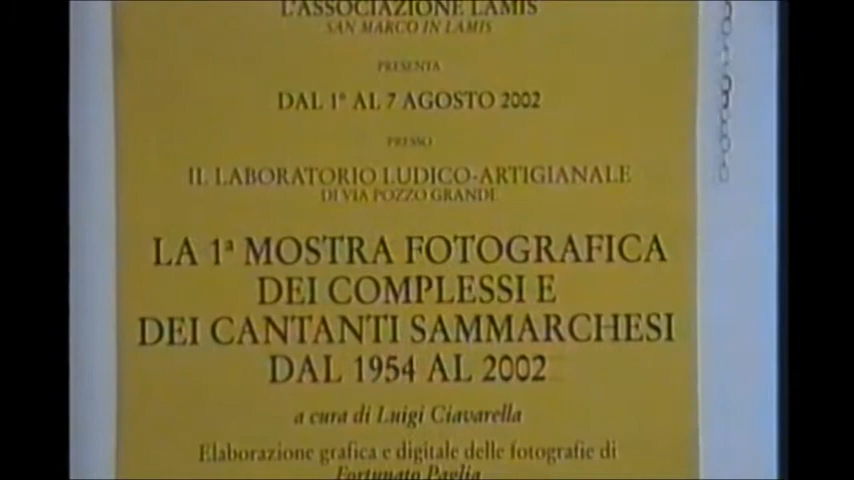 L'ASSOCIAZIONE LAMIS
SAN MARCO IN LAMIS
PRESENTA
DAL 1° AL 7 AGOSTO 2002
PRESSO
IL LABORATORIO LUDICO-ARTIGIANALE
DI VIA POZZO GRANDE
LA 1ª MOSTRA FOTOGRAFICA
DEI COMPLESSI E
DEI CANTANTI SAMMARCHESI
DAL 1954 AL 2002
a cura di Luigi Ciavarella
Elaborazione grafica e digitale delle fotografie di
Fortunato Paglia